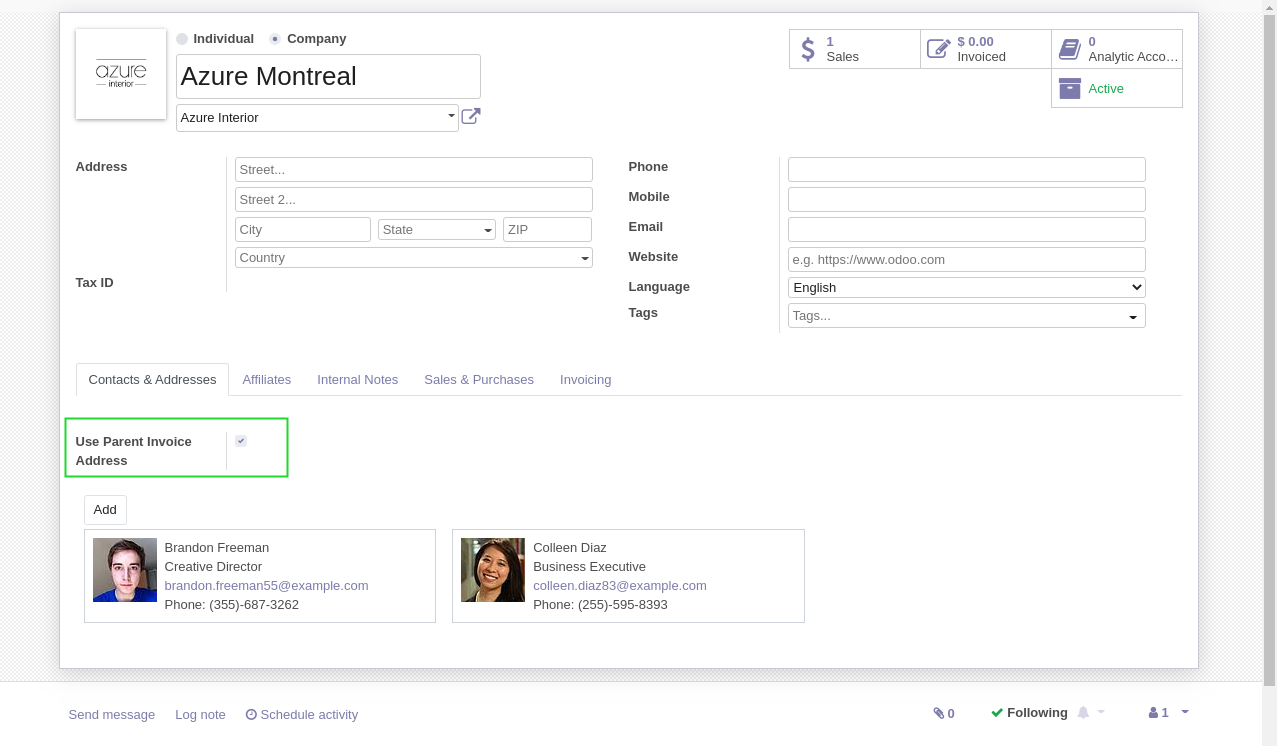 azure
interior
Individual
Company
Azure Montreal
Azure Interior
1
Sales
$ 0.00
Invoiced
0
Analytic Acco…
Active
Address
Street...
Street 2...
City
State
ZIP
Country
Tax ID
Phone
Mobile
Email
Website
e.g. https://www.odoo.com
Language
English
Tags
Tags...
Contacts & Addresses
Affiliates
Internal Notes
Sales & Purchases
Invoicing
Use Parent Invoice
Address
Add
Brandon Freeman
Creative Director
brandon.freeman55@example.com
Phone: (355)-687-3262
Colleen Diaz
Business Executive
colleen.diaz83@example.com
Phone: (255)-595-8393
Send message
Log note
Schedule activity
0
Following
1